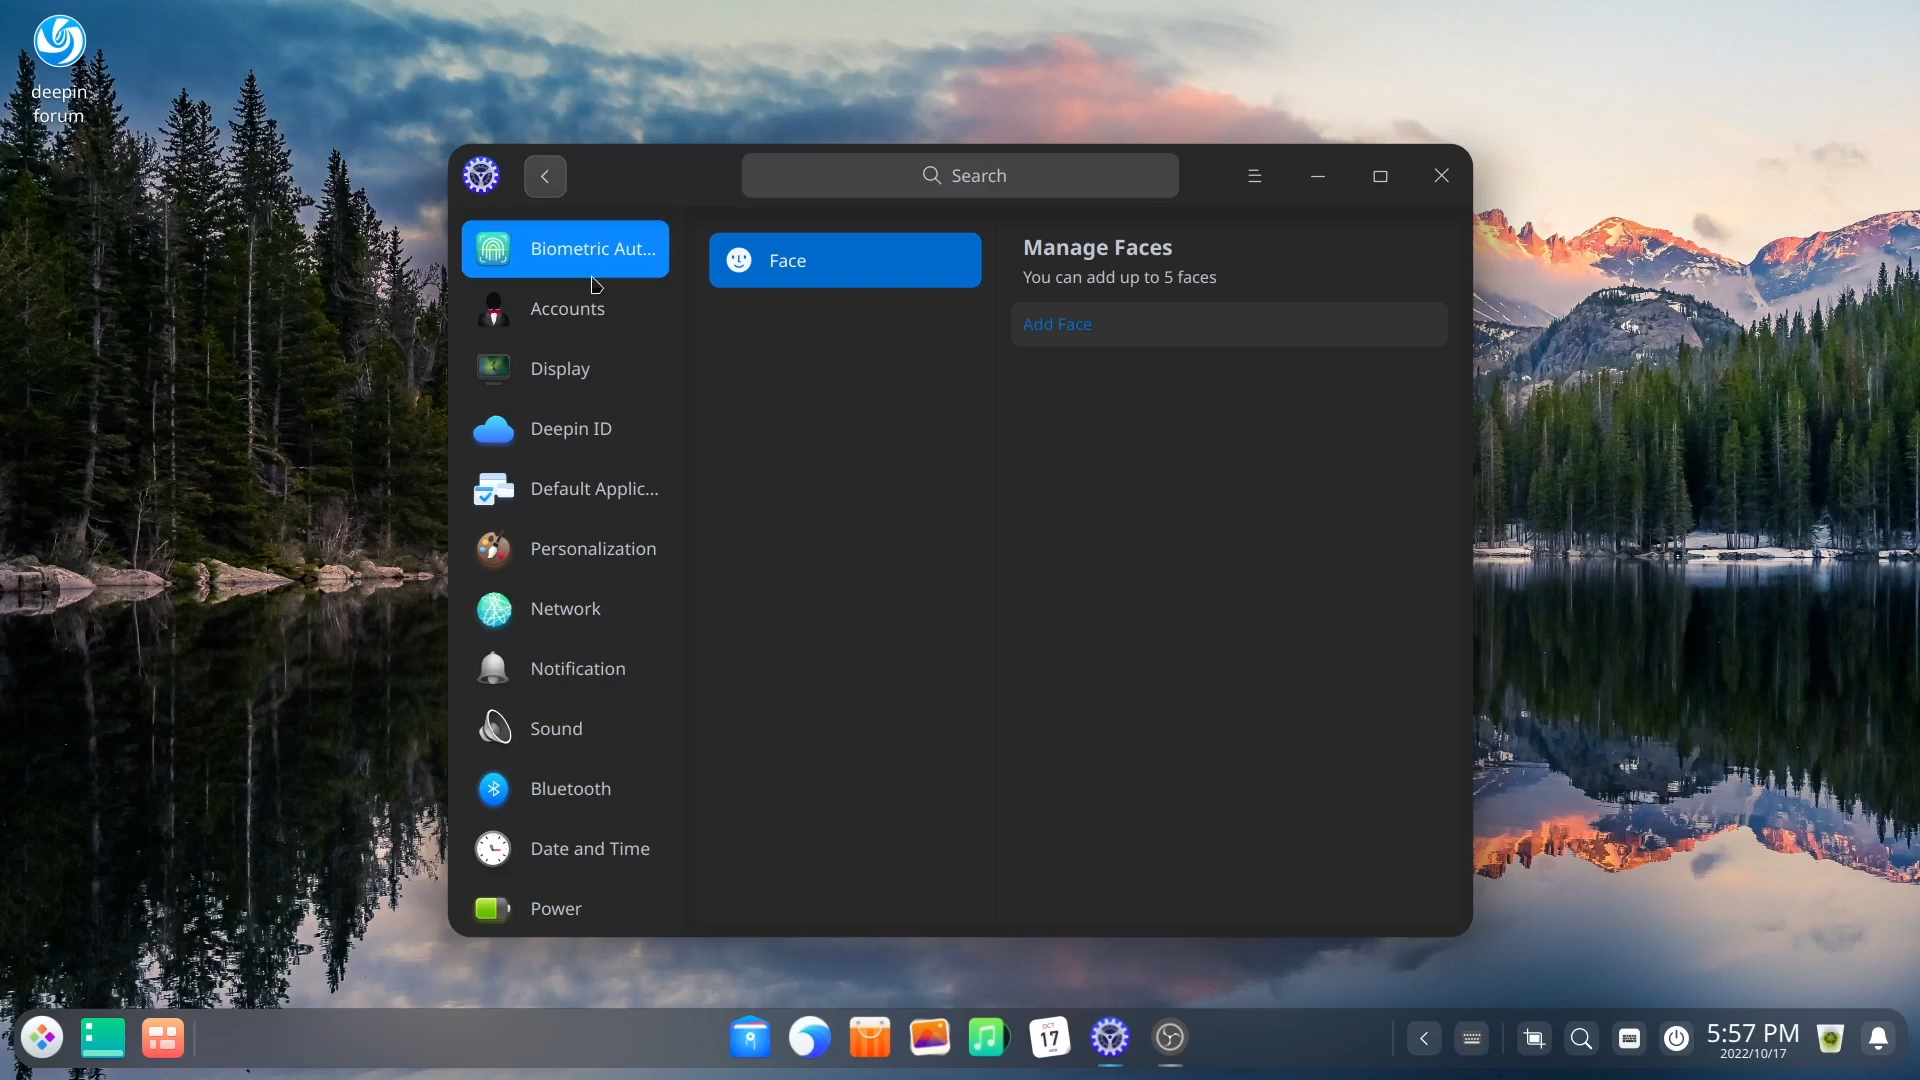 deepin
forum
Search
Biometric Aut...
Accounts
Display
Deepin ID
Default Applic...
Personalization
Network
Notification
Sound
Bluetooth
Date and Time
Power
Face
Manage Faces
You can add up to 5 faces
Add Face
OCT
17
5:57 PM
2022/10/17